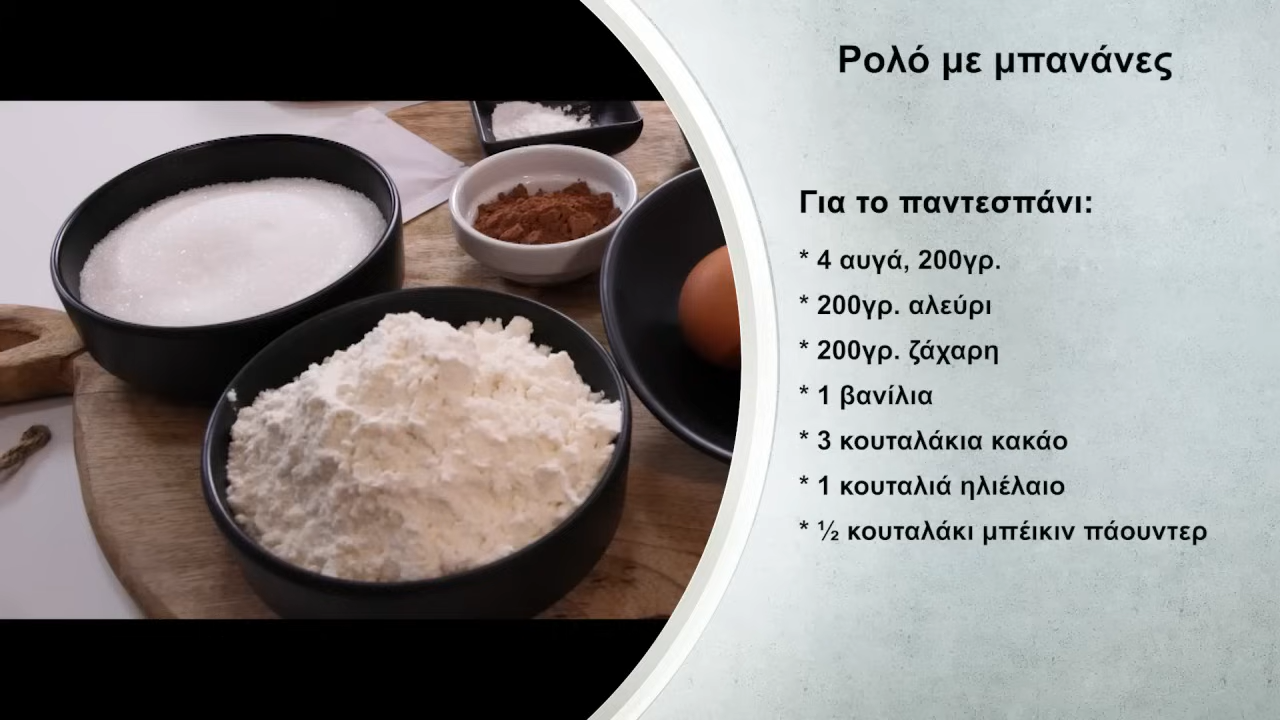 Ρολό με μπανάνες
Για το παντεσπάνι:
* 4 αυγά, 200γρ.
* 200γρ. αλεύρι
* 200γρ. ζάχαρη
* 1 βανίλια
* 3 κουταλάκια κακάο
* 1 κουταλιά ηλιέλαιο
* ½ κουταλάκι μπέικιν πάουντερ